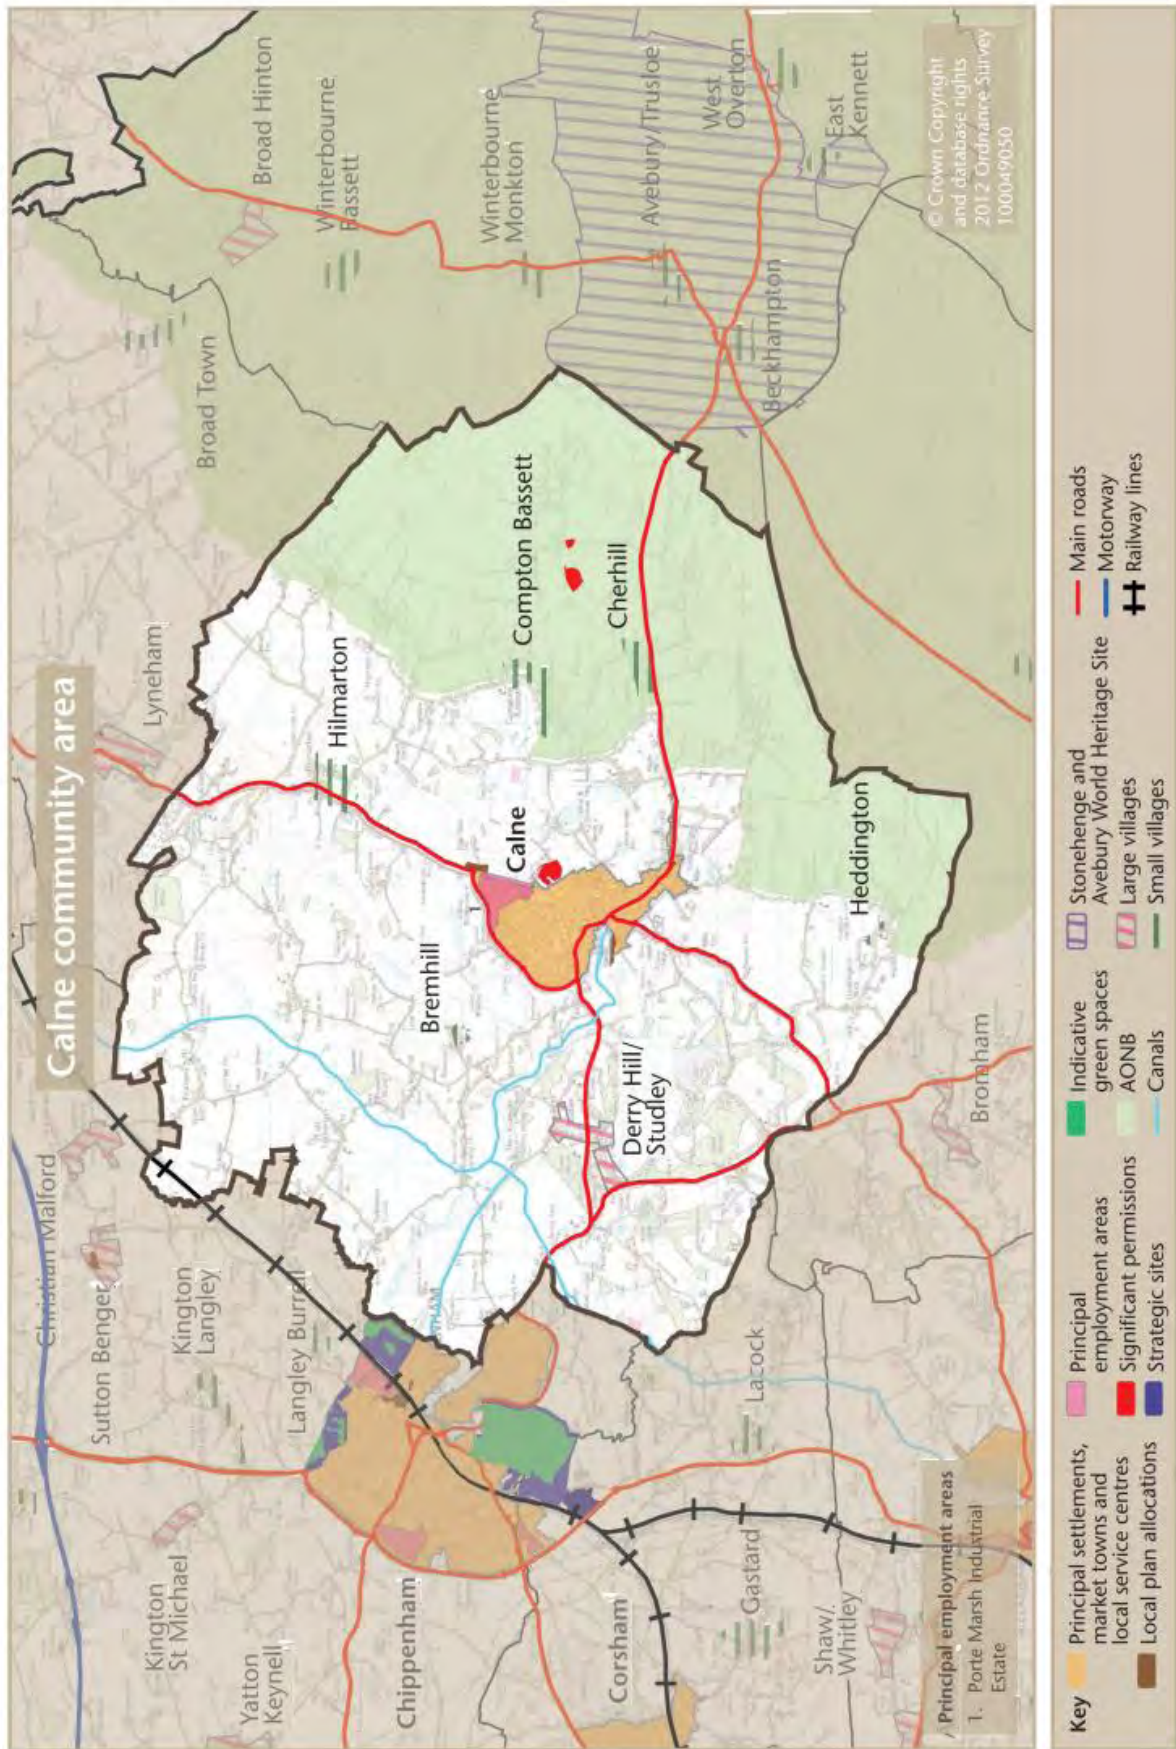 Calne community area
Christian Malford
Sutton Benger
Kington
Langley
Langley Burrell
Kington
St Michael
Yatton
Keynell
Chippenham
Corsham
Gastard
Shaw/
Whitley
Lacock
Bromham
Lyneham
Hilmarton
Bremhill
Calne
1
Derry Hill/
Studley
Compton Bassett
Cherhill
Heddington
Broad Town
Broad Hinton
Winterbourne
Bassett
Winterbourne
Monkton
Avebury/Trusloe
West
Overton
East
Kennett
Beckhampton
Principal employment areas
1. Porte Marsh Industrial
Estate
© Crown Copyright
and database rights
2012 Ordnance Survey
100049050
Key
Principal settlements,
market towns and
local service centres
Local plan allocations
Principal
employment areas
Significant permissions
Strategic sites
Indicative
green spaces
AONB
Canals
Stonehenge and
Avebury World Heritage Site
Large villages
Small villages
Main roads
Motorway
Railway lines